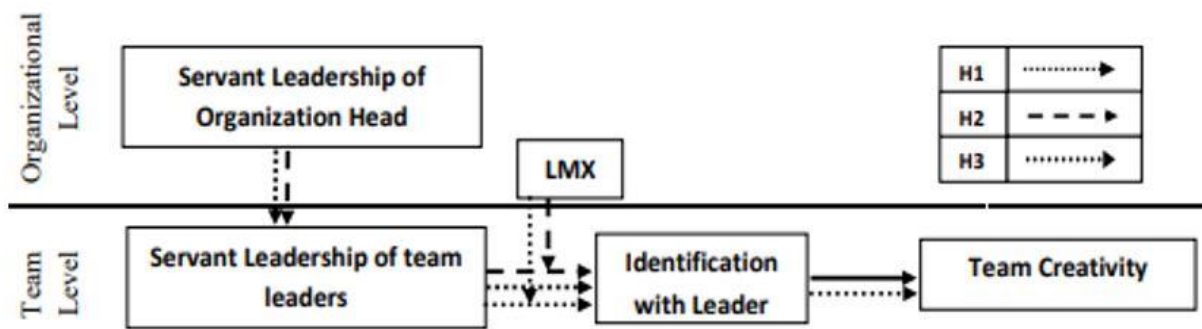 Organizational
Level
Servant Leadership of
Organization Head
LMX
H1
H2
H3
Team
Level
Servant Leadership of team
leaders
Identification
with Leader
Team Creativity